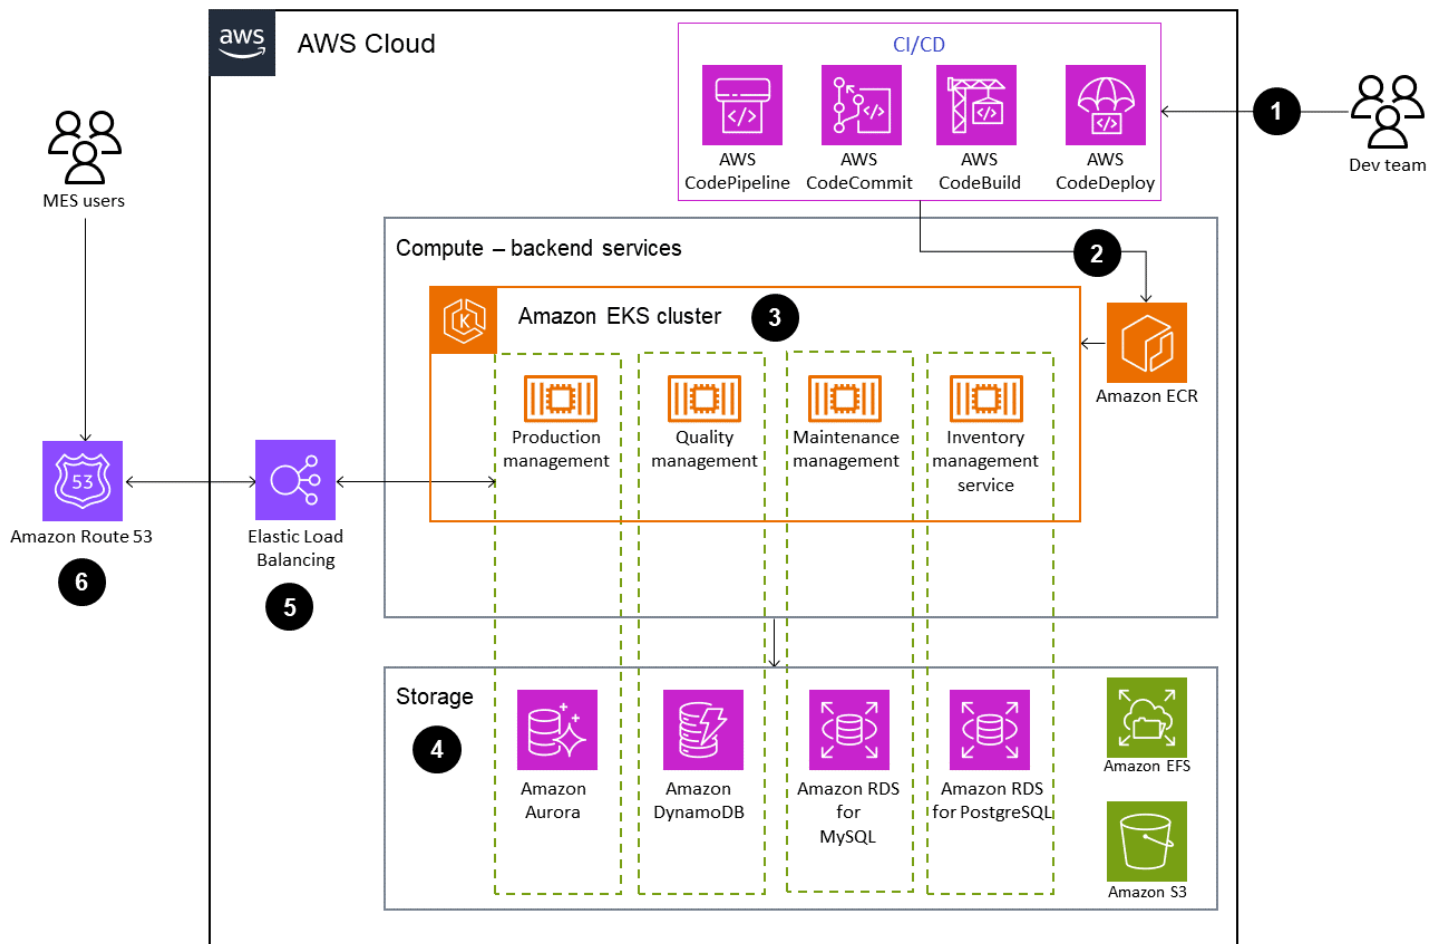 aws
AWS Cloud
CI/CD
AWS
CodePipeline
AWS
CodeCommit
AWS
CodeBuild
AWS
CodeDeploy
1
Dev team
MES users
Compute – backend services
2
K
Amazon EKS cluster
3
Amazon ECR
Production
management
Quality
management
Maintenance
management
Inventory
management
service
53
Amazon Route 53
6
Elastic Load
Balancing
5
Storage
4
Amazon
Aurora
Amazon
DynamoDB
Amazon RDS
for
MySQL
Amazon RDS
for PostgreSQL
Amazon EFS
Amazon S3